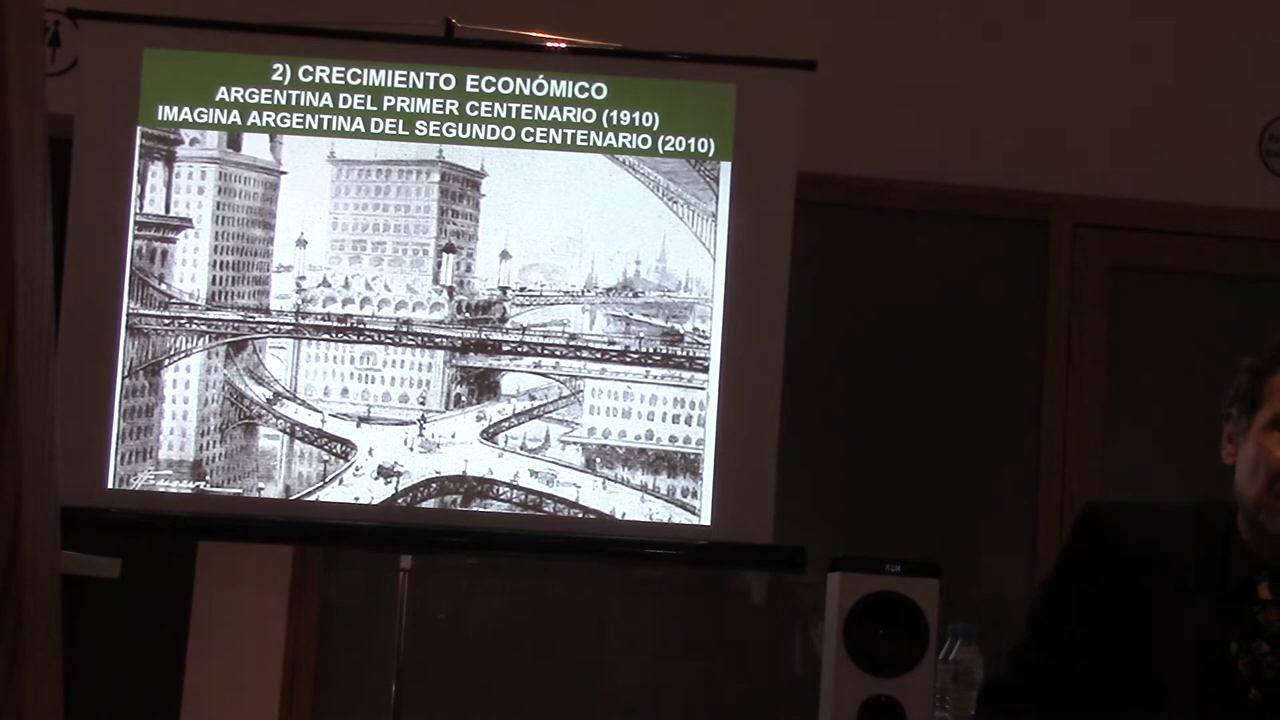 2) CRECIMIENTO ECONÓMICO
ARGENTINA DEL PRIMER CENTENARIO (1910)
IMAGINA ARGENTINA DEL SEGUNDO CENTENARIO (2010)